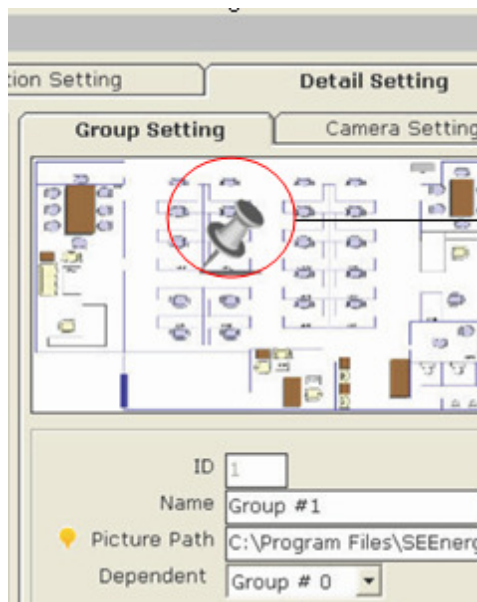 tion Setting
Detail Setting
Group Setting
Camera Setting
ID 1
Name Group #1
Picture Path C:\Program Files\SEEnerg
Dependent Group # 0